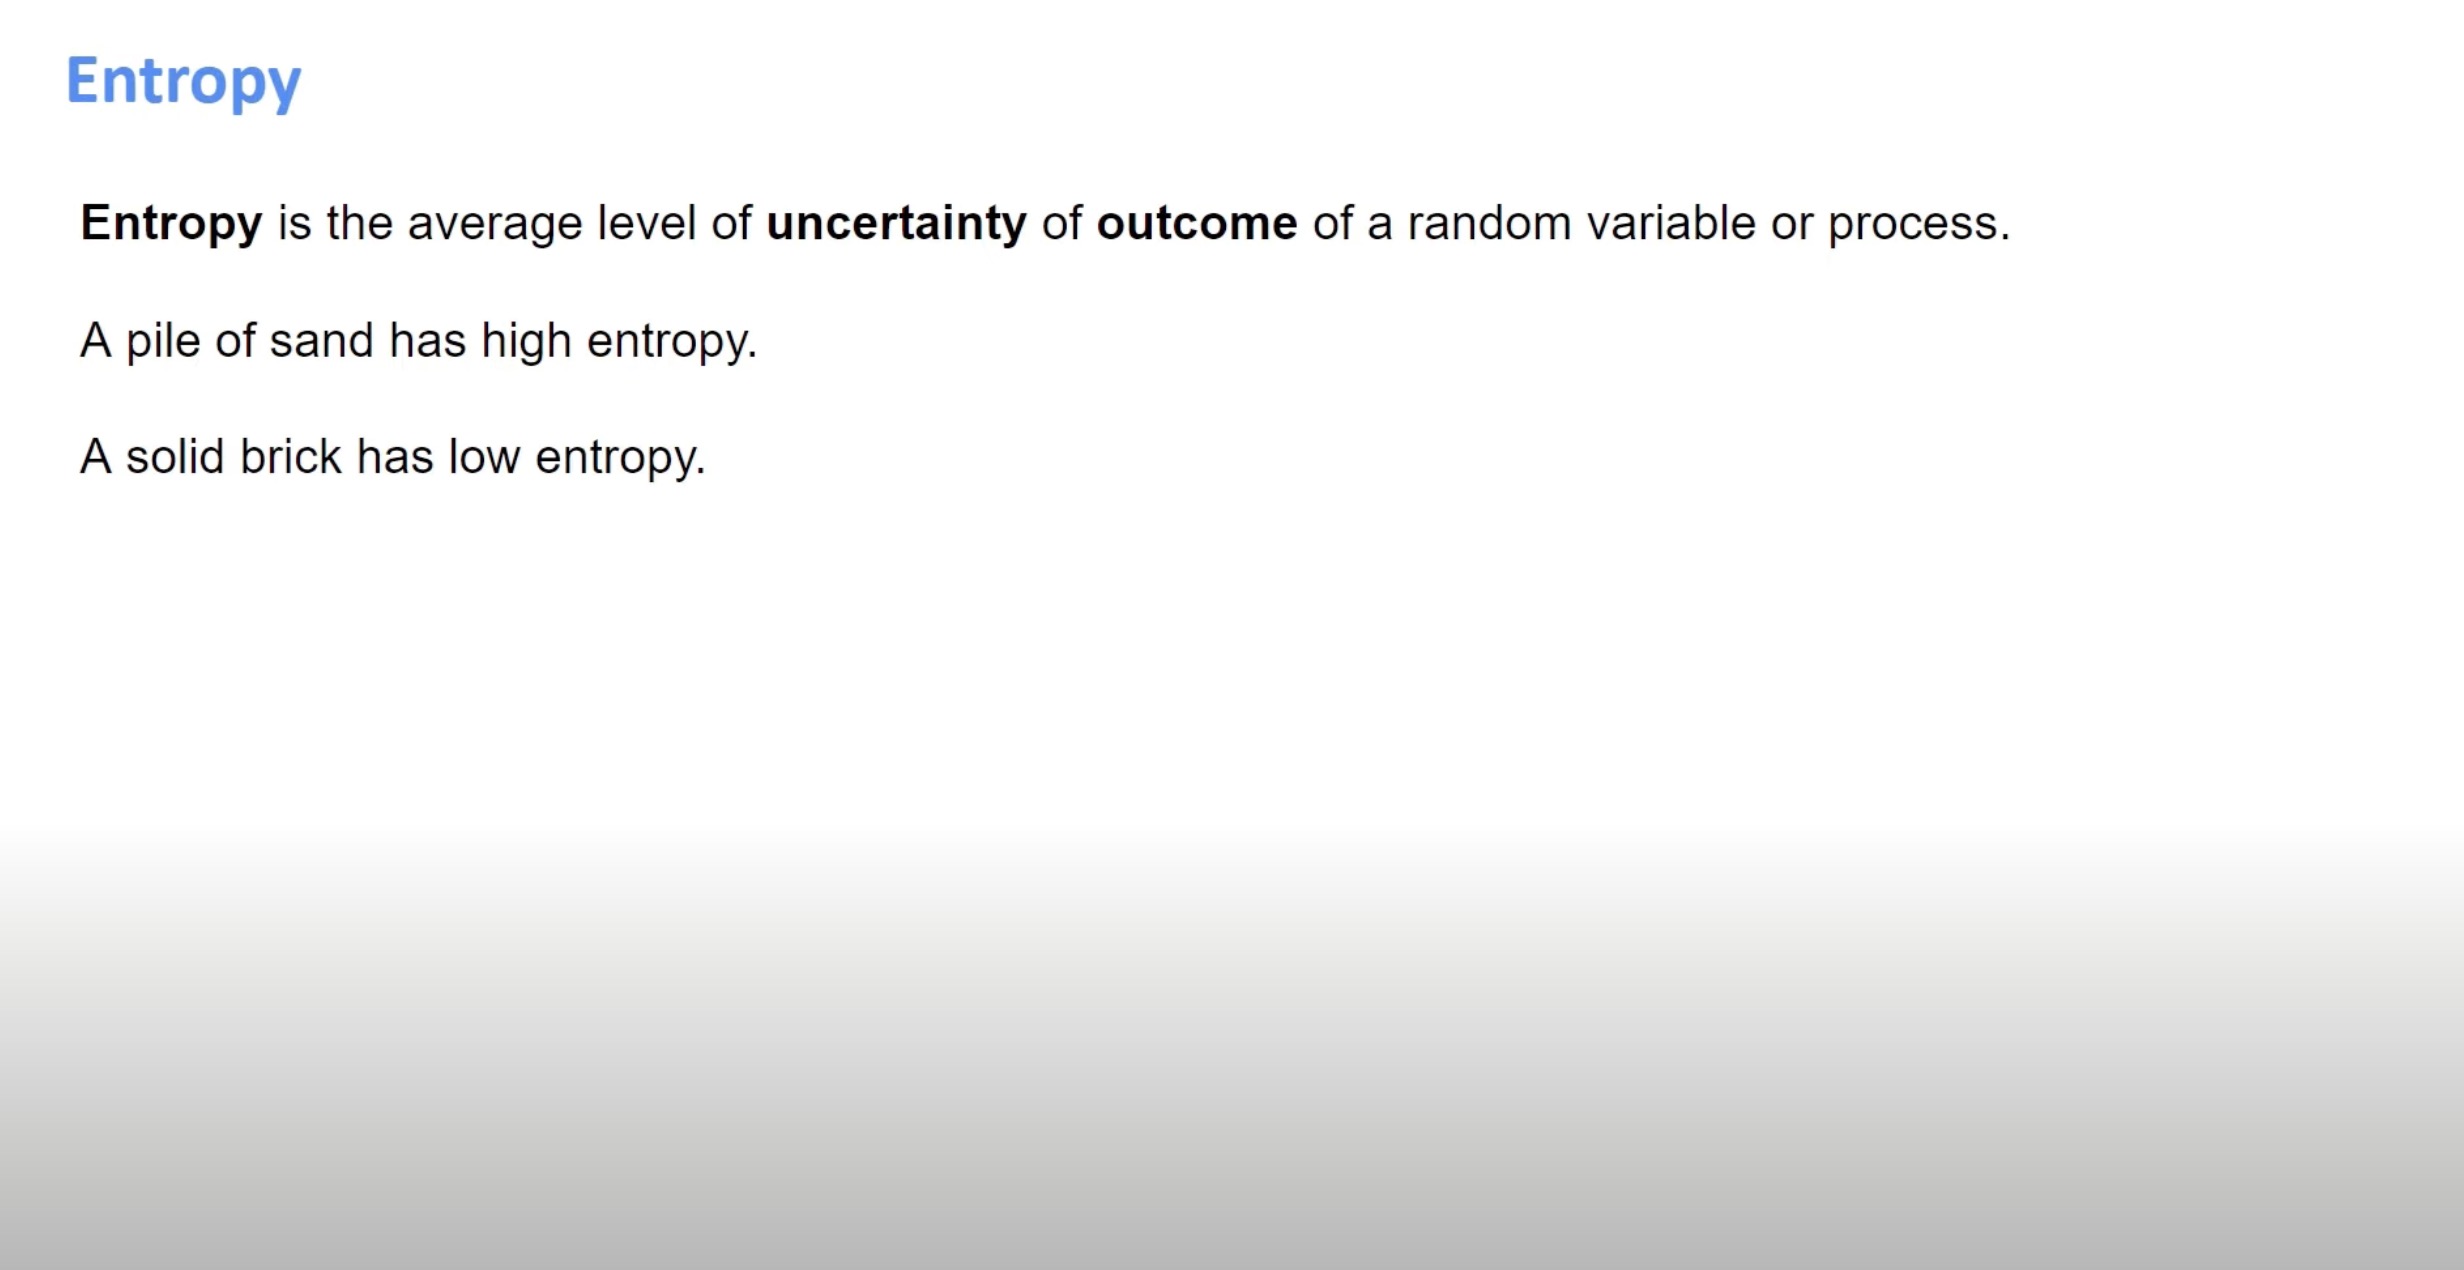 Entropy
Entropy is the average level of uncertainty of outcome of a random variable or process.
A pile of sand has high entropy.
A solid brick has low entropy.